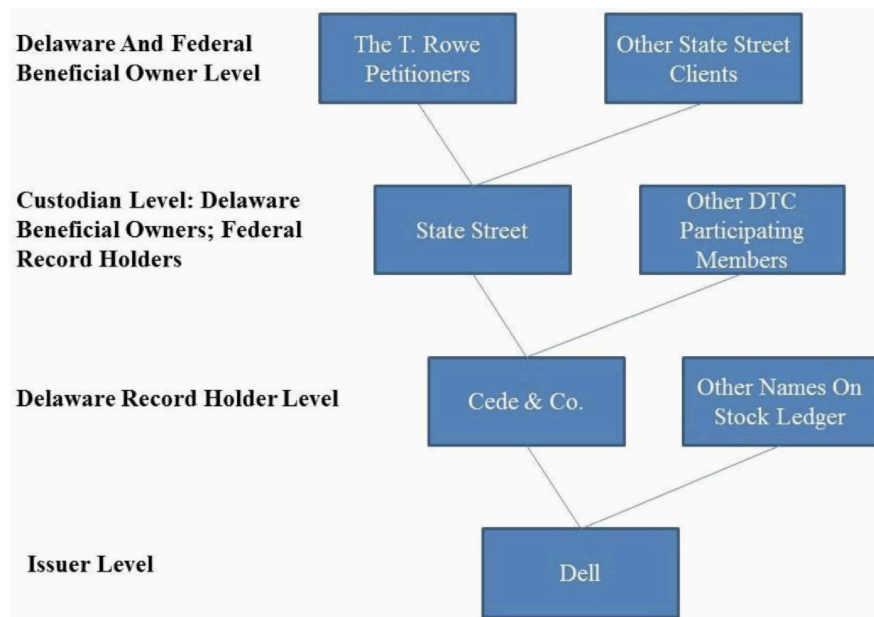 Delaware And Federal
Beneficial Owner Level
The T. Rowe
Petitioners
Other State Street
Clients
Custodian Level: Delaware
Beneficial Owners; Federal
Record Holders
State Street
Other DTC
Participating
Members
Delaware Record Holder Level
Cede & Co.
Other Names On
Stock Ledger
Issuer Level
Dell